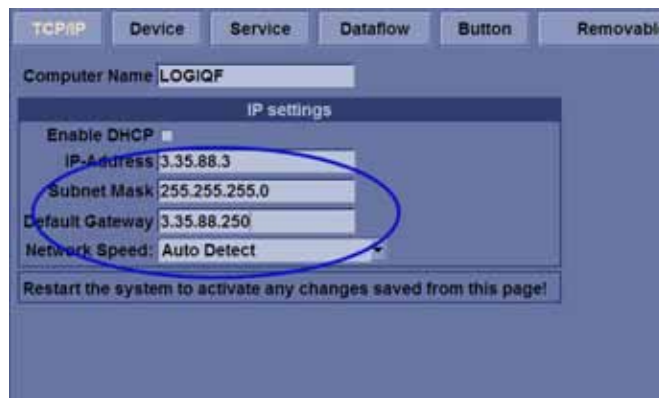 TCP/IP Device Service Dataflow Button Removabl
Computer Name LOGIQF
IP settings
Enable DHCP
IP-Address 3.35.88.3
Subnet Mask 255.255.255.0
Default Gateway 3.35.88.250
Network Speed: Auto Detect
Restart the system to activate any changes saved from this page!